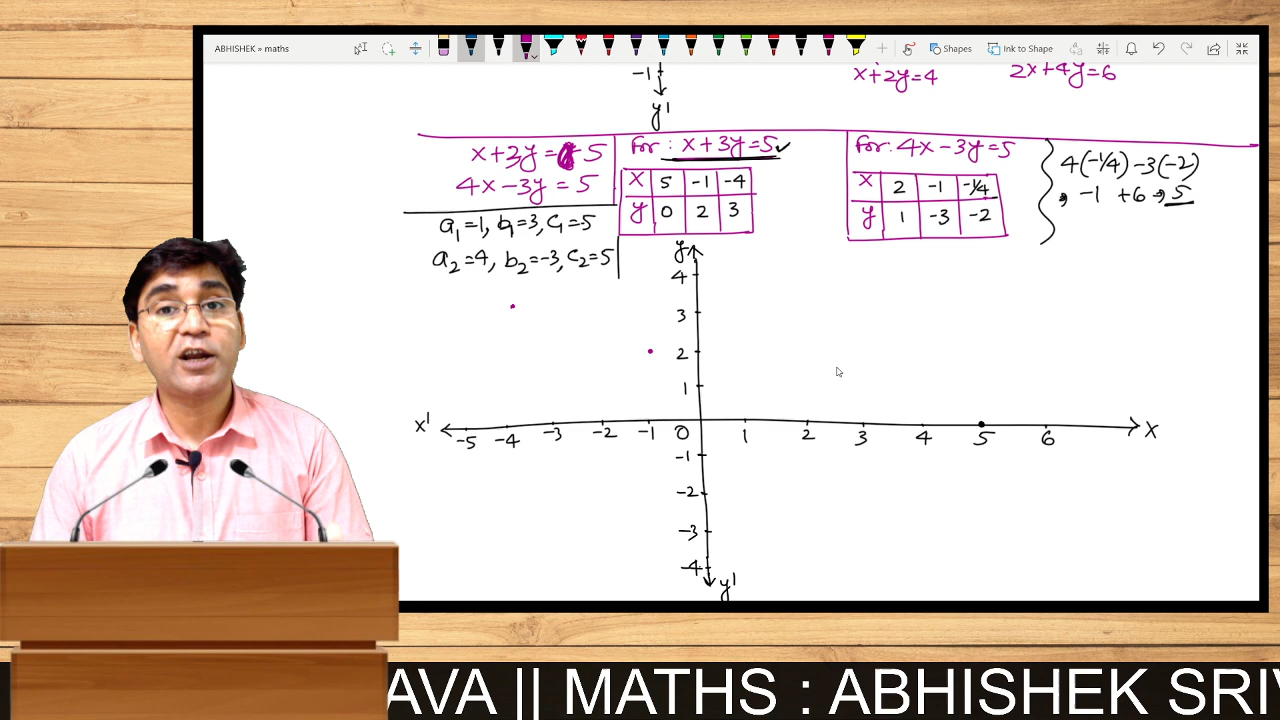 ABHISHEK » maths
Shapes
Ink to Shape
-1
y'
x+2y=4
2x+4y=6
x+2y= 5
4x-3y=5
a₁=1, b₁=3, c₁=5
a₂=4, b₂=-3, c₂=5
For : x+3y=5✓
x 5 -1 -4
y 0 2 3
For: 4x-3y=5
x 2 -1 -1/4
y 1 -3 -2
4(-1/4) -3(-2)
-1 +6 → 5
y
4
3
2
1
x' -5 -4 -3 -2 -1 0 1 2 3 4 5 6 x
-1
-2
-3
-4
y'
AVA || MATHS : ABHISHEK SRIV